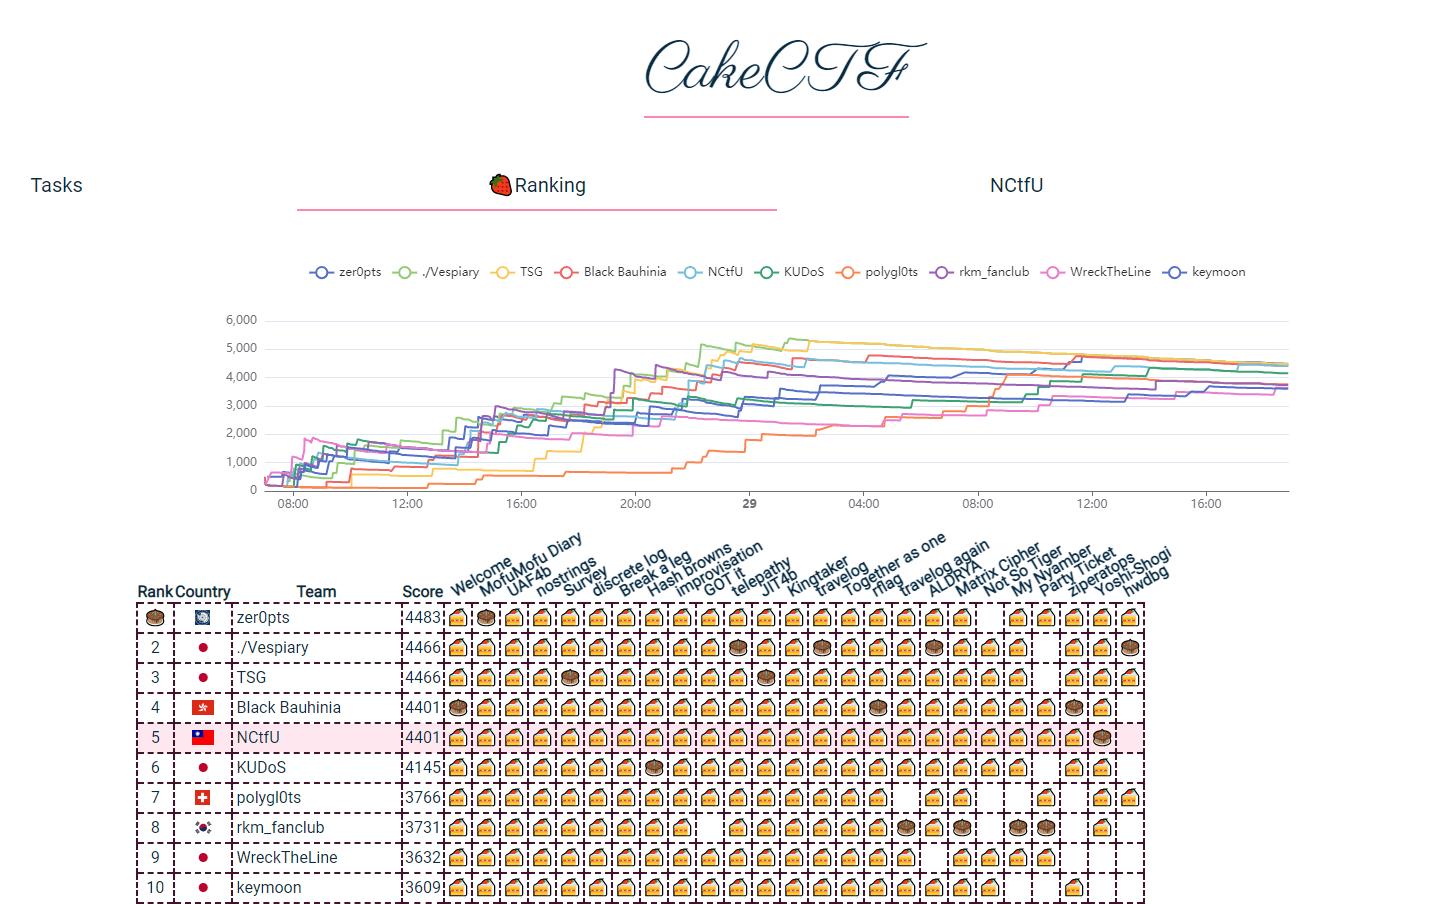 CakeCTF
Tasks
Ranking
NCtfU
zer0pts ./Vespiary TSG Black Bauhinia NCtfU KUDoS polygl0ts rkm_fanclub WreckTheLine keymoon
6,000
5,000
4,000
3,000
2,000
1,000
0
08:00 12:00 16:00 20:00 29 04:00 08:00 12:00 16:00
Rank Country Team Score Welcome MofuMofu Diary UAF4b nostrings Survey discrete log Break a leg Hash browns improvisation GOT it telepathy JIT4b Kingtaker travelog Together as one rflag travelog again ALDRYA Matrix Cipher Not So Tiger My Nyamber Party Ticket ziperatops Yoshi-Shogi hwdbg
zer0pts 4483
2 ./Vespiary 4466
3 TSG 4466
4 Black Bauhinia 4401
5 NCtfU 4401
6 KUDoS 4145
7 polygl0ts 3766
8 rkm_fanclub 3731
9 WreckTheLine 3632
10 keymoon 3609